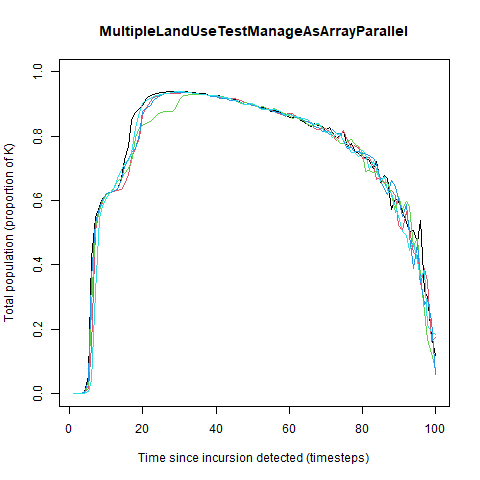 MultipleLandUseTestManageAsArrayParallel
Total population (proportion of K)
1.0
0.8
0.6
0.4
0.2
0.0
0 20 40 60 80 100
Time since incursion detected (timesteps)